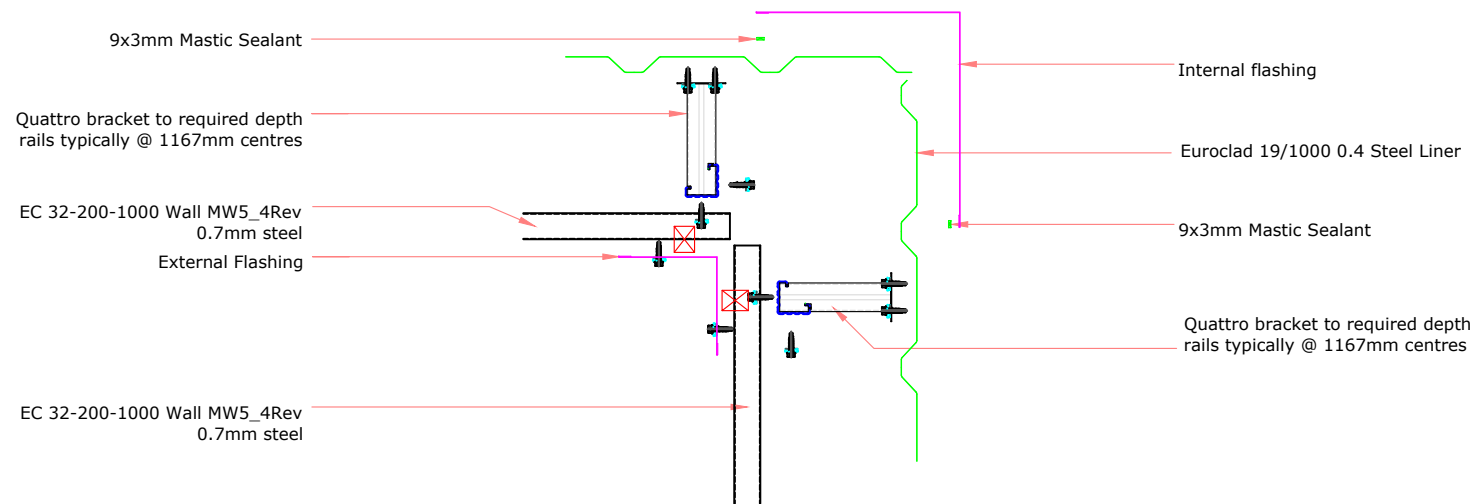 9x3mm Mastic Sealant
Quattro bracket to required depth
rails typically @ 1167mm centres
EC 32-200-1000 Wall MW5_4Rev
0.7mm steel
External Flashing
EC 32-200-1000 Wall MW5_4Rev
0.7mm steel
Internal flashing
Euroclad 19/1000 0.4 Steel Liner
9x3mm Mastic Sealant
Quattro bracket to required depth
rails typically @ 1167mm centres